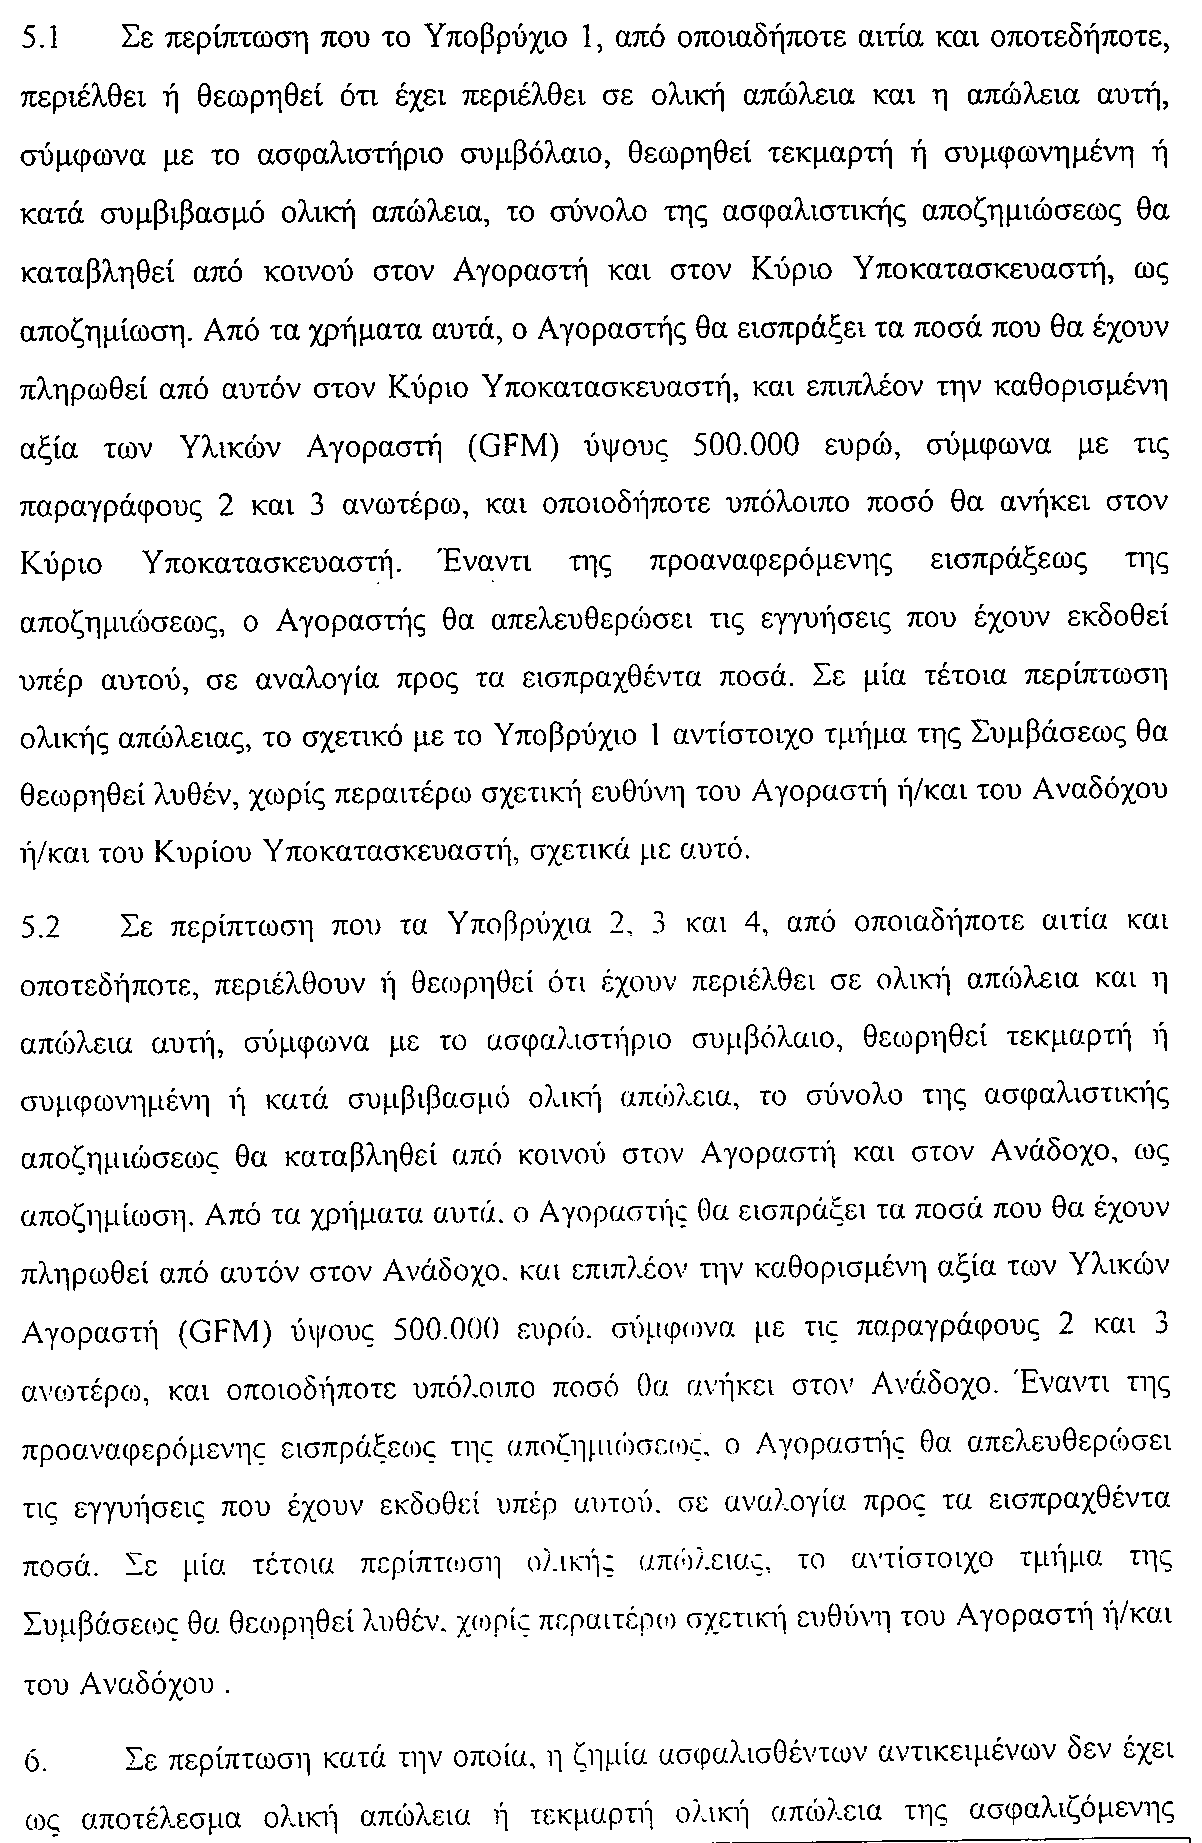 5.1 Σε περίπτωση που το Υποβρύχιο 1, από οποιαδήποτε αιτία και οποτεδήποτε,
περιέλθει ή θεωρηθεί ότι έχει περιέλθει σε ολική απώλεια και η απώλεια αυτή,
σύμφωνα με το ασφαλιστήριο συμβόλαιο, θεωρηθεί τεκμαρτή ή συμφωνημένη ή
κατά συμβιβασμό ολική απώλεια, το σύνολο της ασφαλιστικής αποζημιώσεως θα
καταβληθεί από κοινού στον Αγοραστή και στον Κύριο Υποκατασκευαστή, ως
αποζημίωση. Από τα χρήματα αυτά, ο Αγοραστής θα εισπράξει τα ποσά που θα έχουν
πληρωθεί από αυτόν στον Κύριο Υποκατασκευαστή, και επιπλέον την καθορισμένη
αξία των Υλικών Αγοραστή (GFM) ύψους 500.000 ευρώ, σύμφωνα με τις
παραγράφους 2 και 3 ανωτέρω, και οποιοδήποτε υπόλοιπο ποσό θα ανήκει στον
Κύριο Υποκατασκευαστή. Έναντι της προαναφερόμενης εισπράξεως της
αποζημιώσεως, ο Αγοραστής θα απελευθερώσει τις εγγυήσεις που έχουν εκδοθεί
υπέρ αυτού, σε αναλογία προς τα εισπραχθέντα ποσά. Σε μία τέτοια περίπτωση
ολικής απώλειας, το σχετικό με το Υποβρύχιο 1 αντίστοιχο τμήμα της Συμβάσεως θα
θεωρηθεί λυθέν, χωρίς περαιτέρω σχετική ευθύνη του Αγοραστή ή/και του Αναδόχου
ή/και του Κυρίου Υποκατασκευαστή, σχετικά με αυτό.
5.2 Σε περίπτωση που τα Υποβρύχια 2, 3 και 4, από οποιαδήποτε αιτία και
οποτεδήποτε, περιέλθουν ή θεωρηθεί ότι έχουν περιέλθει σε ολική απώλεια και η
απώλεια αυτή, σύμφωνα με το ασφαλιστήριο συμβόλαιο, θεωρηθεί τεκμαρτή ή
συμφωνημένη ή κατά συμβιβασμό ολική απώλεια, το σύνολο της ασφαλιστικής
αποζημιώσεως θα καταβληθεί από κοινού στον Αγοραστή και στον Ανάδοχο, ως
αποζημίωση. Από τα χρήματα αυτά, ο Αγοραστής θα εισπράξει τα ποσά που θα έχουν
πληρωθεί από αυτόν στον Ανάδοχο, και επιπλέον την καθορισμένη αξία των Υλικών
Αγοραστή (GFM) ύψους 500.000 ευρώ, σύμφωνα με τις παραγράφους 2 και 3
ανωτέρω, και οποιοδήποτε υπόλοιπο ποσό θα ανήκει στον Ανάδοχο. Έναντι της
προαναφερόμενης εισπράξεως της αποζημιώσεως, ο Αγοραστής θα απελευθερώσει
τις εγγυήσεις που έχουν εκδοθεί υπέρ αυτού, σε αναλογία προς τα εισπραχθέντα
ποσά. Σε μία τέτοια περίπτωση ολικής απώλειας, το αντίστοιχο τμήμα της
Συμβάσεως θα θεωρηθεί λυθέν, χωρίς περαιτέρω σχετική ευθύνη του Αγοραστή ή/και
του Αναδόχου .
6. Σε περίπτωση κατά την οποία, η ζημία ασφαλισθέντων αντικειμένων δεν έχει
ως αποτέλεσμα ολική απώλεια ή τεκμαρτή ολική απώλεια της ασφαλιζόμενης